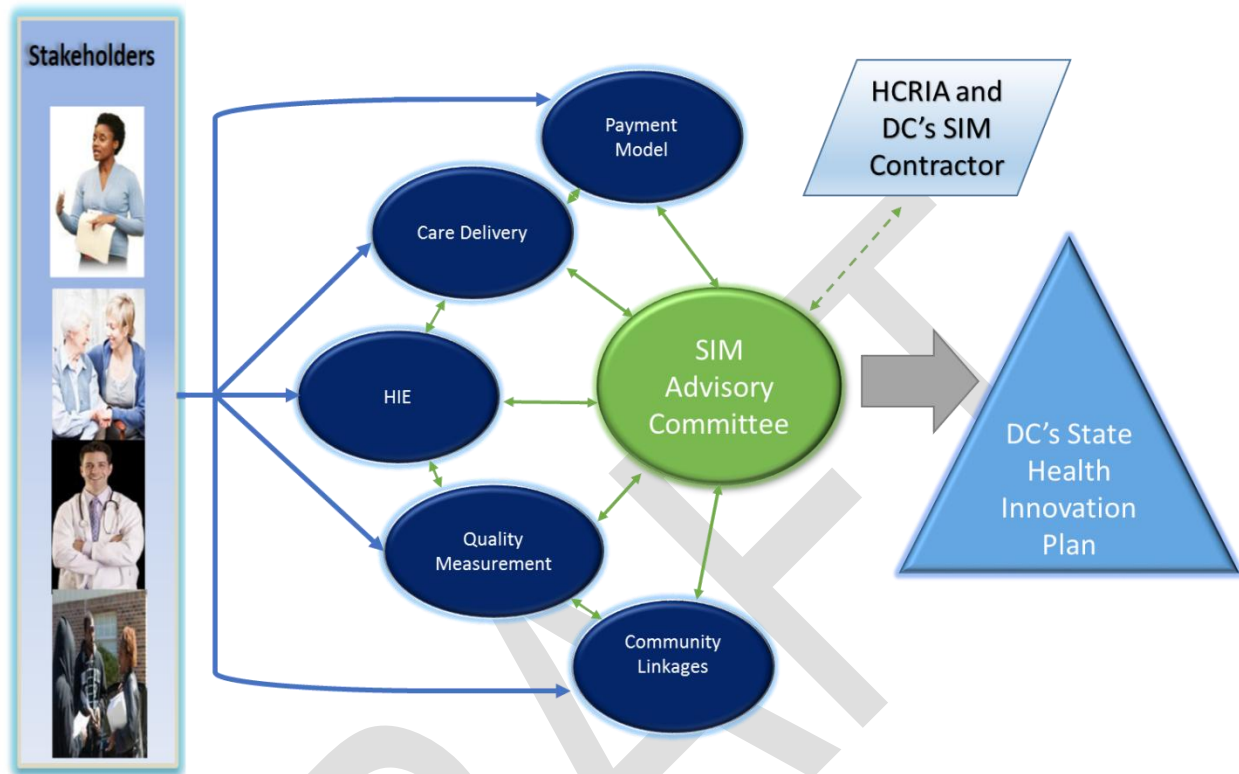 Stakeholders
Payment
Model
HCRIA and
DC's SIM
Contractor
Care Delivery
SIM
Advisory
Committee
HIE
DC's State
Health
Innovation
Plan
Quality
Measurement
Community
Linkages
DRAFT